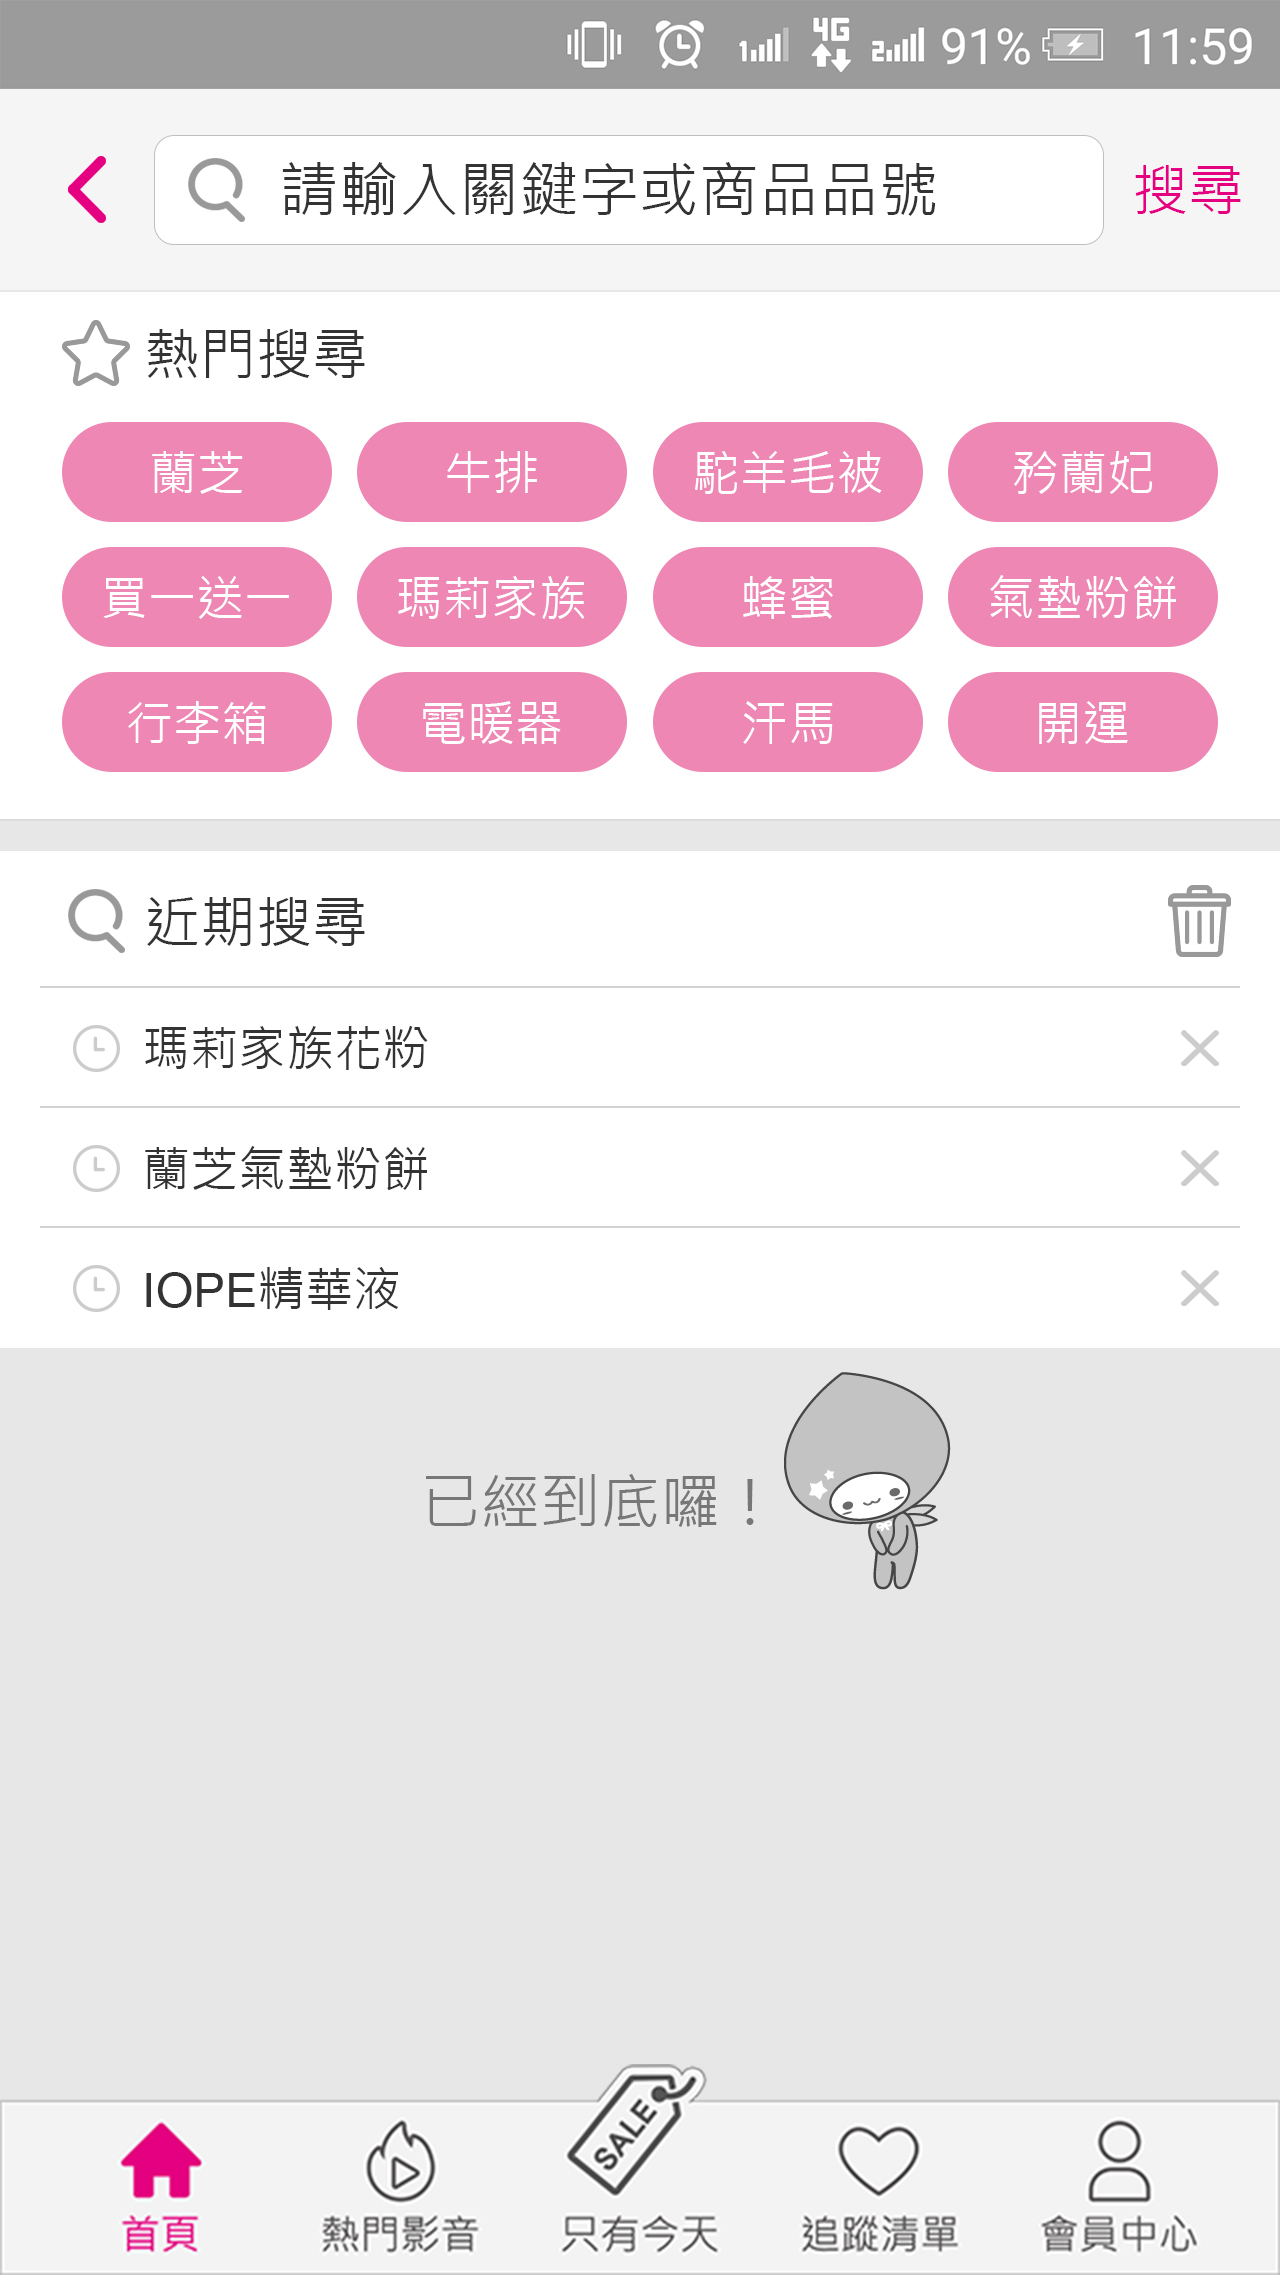 1 4G 2 91% 11:59
請輸入關鍵字或商品品號 搜尋
熱門搜尋
蘭芝 牛排 駝羊毛被 矜蘭妃
買一送一 瑪莉家族 蜂蜜 氣墊粉餅
行李箱 電暖器 汗馬 開運
近期搜尋
瑪莉家族花粉
蘭芝氣墊粉餅
IOPE精華液
已經到底囉！
SALE
首頁 熱門影音 只有今天 追蹤清單 會員中心